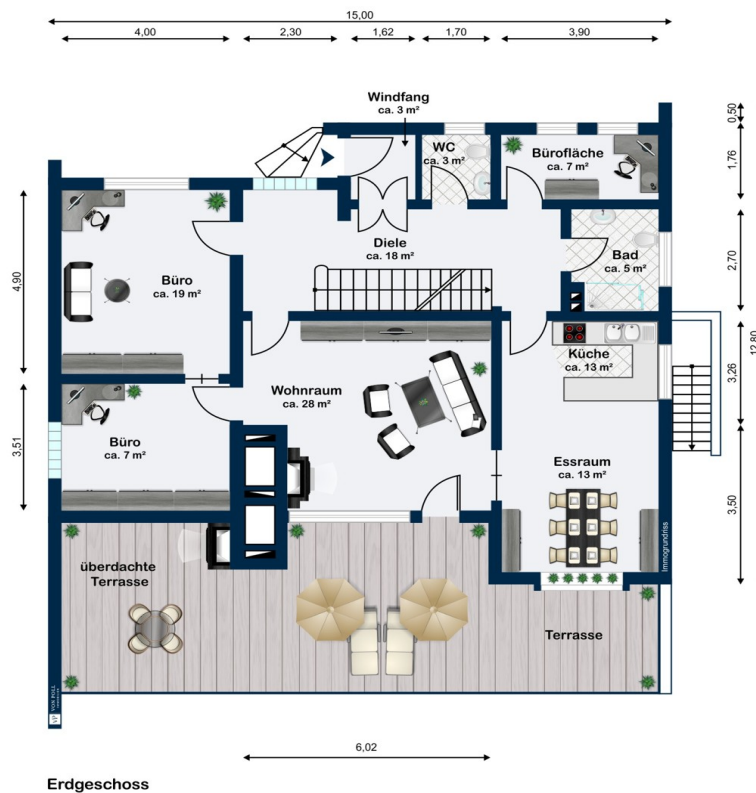 15,00
4,00
2,30
1,62
1,70
3,90
0,50
Windfang
ca. 3 m²
WC
ca. 3 m²
Bürofläche
ca. 7 m²
1,76
Diele
ca. 18 m²
Bad
ca. 5 m²
2,70
4,90
Büro
ca. 19 m²
12,80
3,26
Küche
ca. 13 m²
Wohnraum
ca. 28 m²
3,51
Büro
ca. 7 m²
Essraum
ca. 13 m²
3,50
Immogrundriss
überdachte
Terrasse
Terrasse
VP VON POLL
6,02
Erdgeschoss